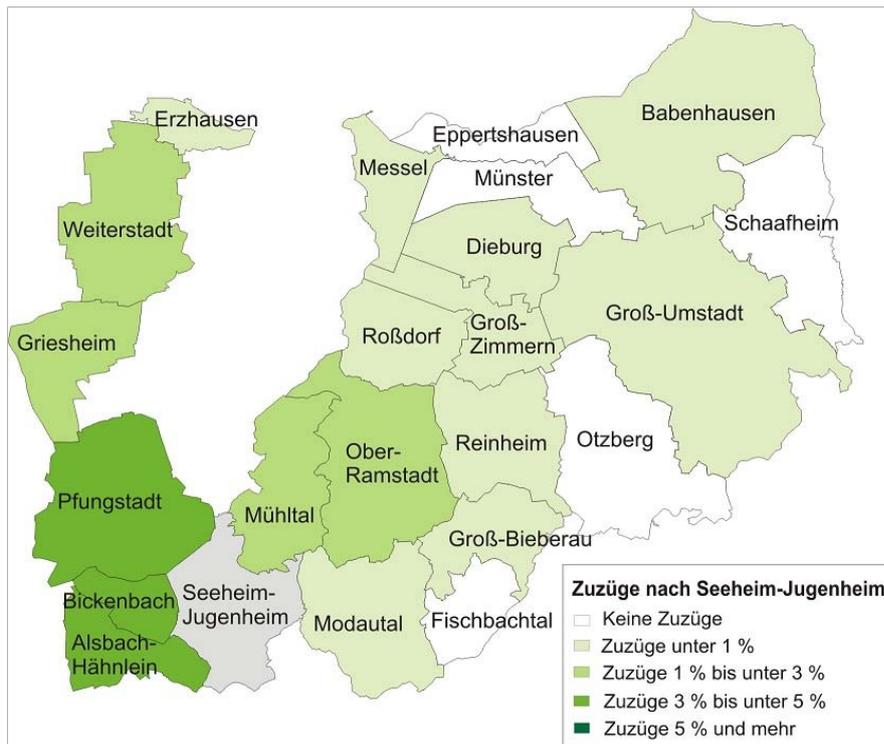 Erzhausen
Eppertshausen
Babenhausen
Messel
Münster
Schaafheim
Weiterstadt
Dieburg
Groß-Umstadt
Griesheim
Roßdorf
Groß-
Zimmern
Reinheim
Otzberg
Ober-
Ramstadt
Pfungstadt
Mühltal
Groß-Bieberau
Bickenbach
Seeheim-
Jugenheim
Modautal
Fischbachtal
Alsbach-
Hähnlein
Zuzüge nach Seeheim-Jugenheim
Keine Zuzüge
Zuzüge unter 1 %
Zuzüge 1 % bis unter 3 %
Zuzüge 3 % bis unter 5 %
Zuzüge 5 % und mehr